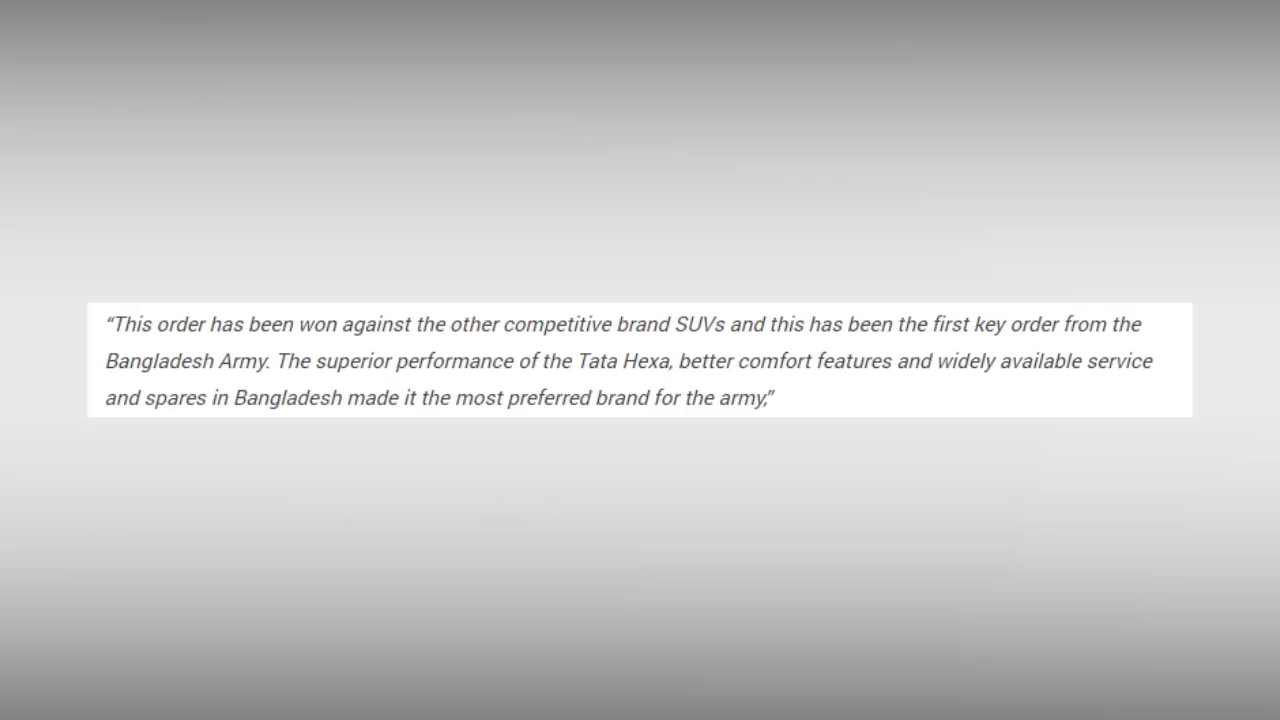 “This order has been won against the other competitive brand SUVs and this has been the first key order from the
Bangladesh Army. The superior performance of the Tata Hexa, better comfort features and widely available service
and spares in Bangladesh made it the most preferred brand for the army,”